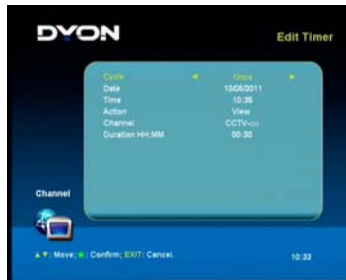 DYON
Edit Timer
Cycle ◄ Once ►
Date 10/06/2011
Time 10:35
Action View
Channel CCTV
Duration HH:MM 00:30
Channel
▲▼: Move; ■: Confirm; EXIT: Cancel.
10:33